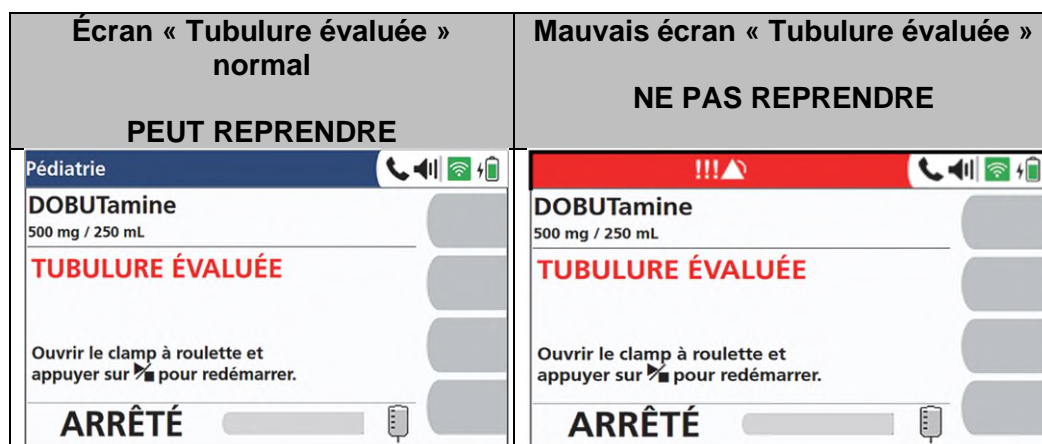 Écran « Tubulure évaluée »
normal
PEUT REPRENDRE
Mauvais écran « Tubulure évaluée »
NE PAS REPRENDRE
Pédiatrie
DOBUTamine
500 mg / 250 mL
TUBULURE ÉVALUÉE
Ouvrir le clamp à roulette et
appuyer sur pour redémarrer.
ARRÊTÉ
!!!
DOBUTamine
500 mg / 250 mL
TUBULURE ÉVALUÉE
Ouvrir le clamp à roulette et
appuyer sur pour redémarrer.
ARRÊTÉ